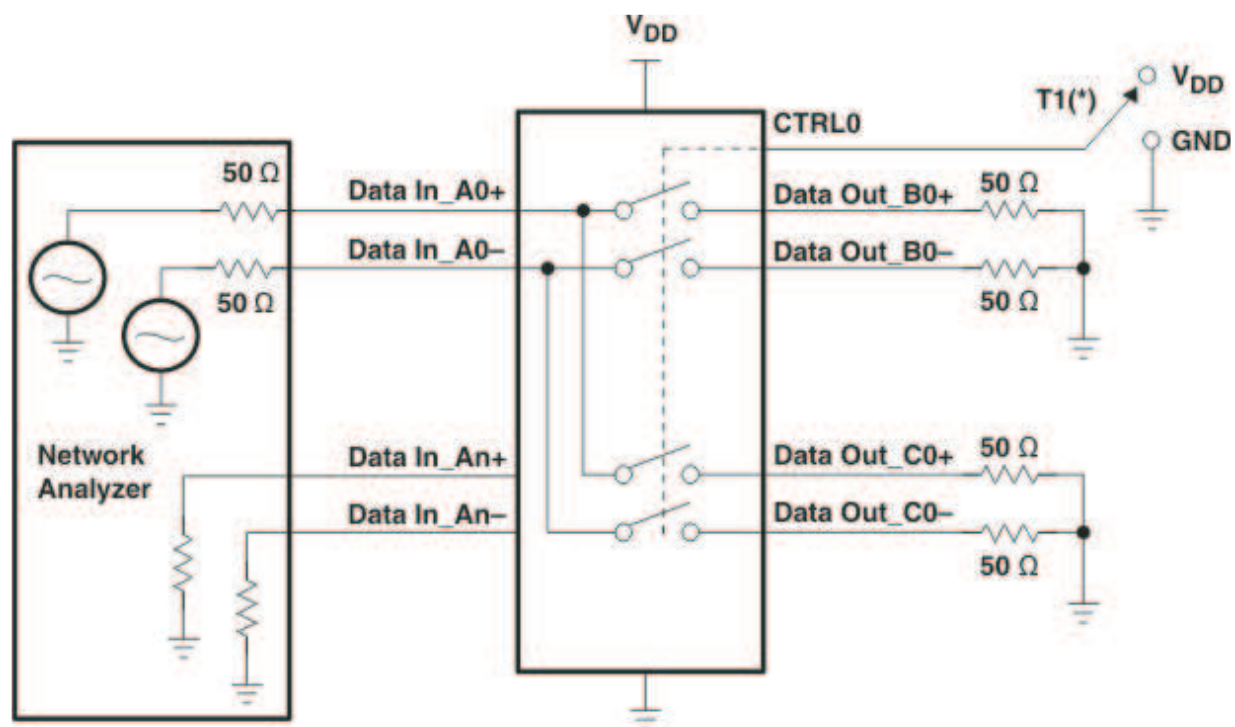 VDD
VDD
T1(*)
CTRL0
GND
50 Ω
Data In_A0+
Data Out_B0+
50 Ω
Data In_A0–
Data Out_B0–
50 Ω
50 Ω
Network
Analyzer
Data In_An+
Data Out_C0+
50 Ω
Data In_An–
Data Out_C0–
50 Ω